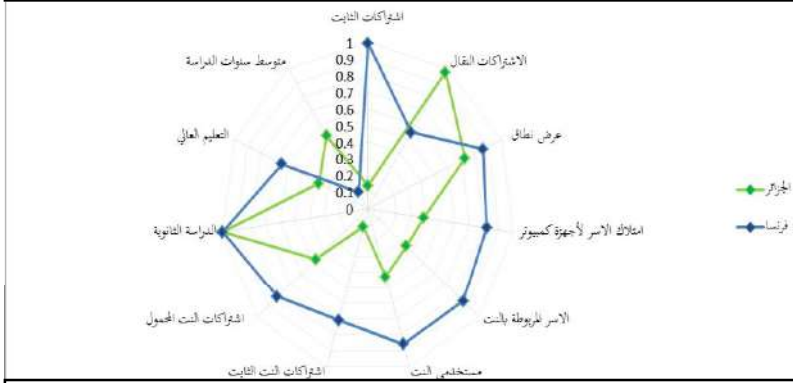 اشتراكات الثابت
الاشتراكات النقال
عرض نطاق
امتلاك الاسر لأجهزة كمبيوتر
الاسر المربوطة بالنت
مستخدمي النت
اشتراكات النت الثابت
اشتراكات النت المحمول
الدراسة الثانوية
التعليم العالي
متوسط سنوات الدراسة
1
0.9
0.8
0.7
0.6
0.5
0.4
0.3
0.2
0.1
0
الجزائر
فرنسا